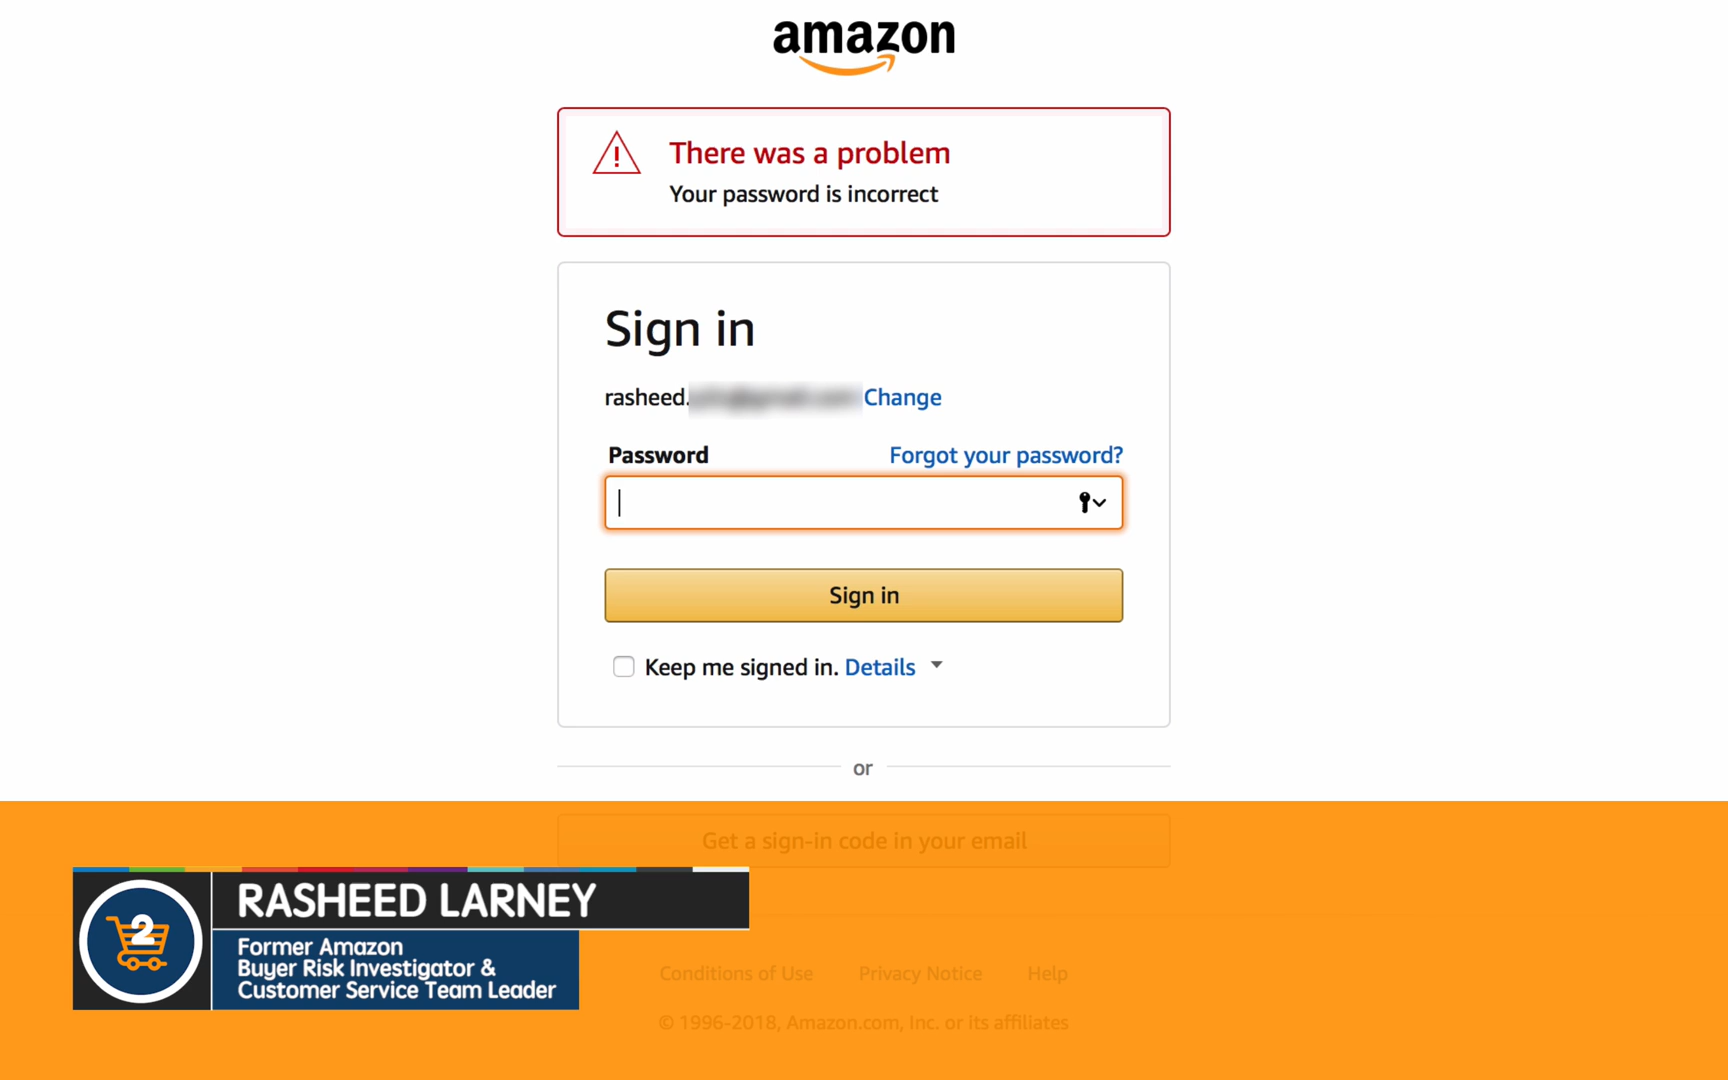 amazon
There was a problem
Your password is incorrect
Sign in
rasheed. Change
Password Forgot your password?
Sign in
Keep me signed in. Details
or
Get a sign-in code in your email
2
RASHEED LARNEY
Former Amazon
Buyer Risk Investigator &
Customer Service Team Leader
Conditions of Use Privacy Notice Help
© 1996-2018, Amazon.com, Inc. or its affiliates